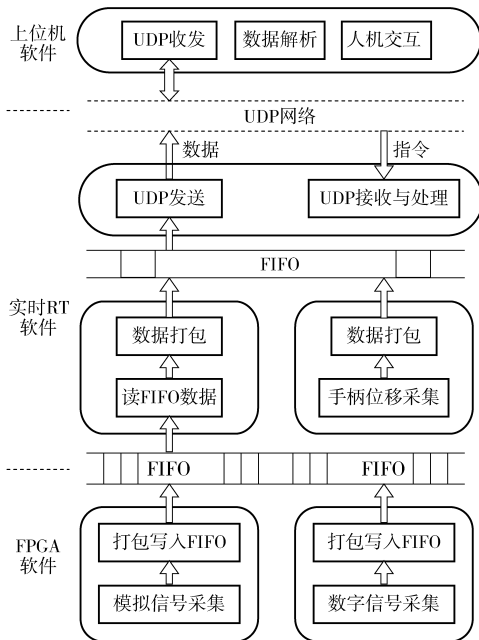 上位机
软件
UDP收发
数据解析
人机交互
UDP网络
数据
指令
UDP发送
UDP接收与处理
FIFO
实时RT
软件
数据打包
数据打包
读FIFO数据
手柄位移采集
FIFO
FIFO
FPGA
软件
打包写入FIFO
打包写入FIFO
模拟信号采集
数字信号采集